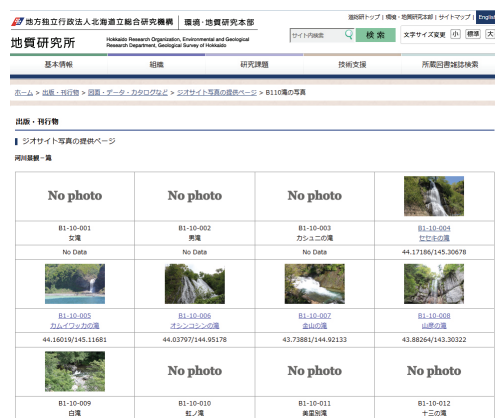 地方独立行政法人北海道立総合研究機構 環境・地質研究本部
道総研トップ | 環境・地質研究本部 | サイトマップ | English
地質研究所
Hokkaido Research Organization, Environmental and Geological
Research Department, Geological Survey of Hokkaido
サイト内検索 検索 文字サイズ変更 小 標準 大
基本情報 組織 研究課題 技術支援 所蔵図書雑誌検索
ホーム > 出版・刊行物 > 図面・データ・カタログなど > ジオサイト写真の提供ページ > B110滝の写真
出版・刊行物
ジオサイト写真の提供ページ
河川景観－滝
No photo No photo No photo
B1-10-001 B1-10-002 B1-10-003 B1-10-004
女滝 男滝 カシュニの滝 セセキの滝
No Data No Data No Data 44.17186/145.30678
B1-10-005 B1-10-006 B1-10-007 B1-10-008
カムイワッカの滝 オシンコシンの滝 金山の滝 山彦の滝
44.16019/145.11681 44.03797/144.95178 43.73881/144.92133 43.88264/143.30322
No photo No photo No photo
B1-10-009 B1-10-010 B1-10-011 B1-10-012
白滝 虹ノ滝 美里別滝 十三の滝